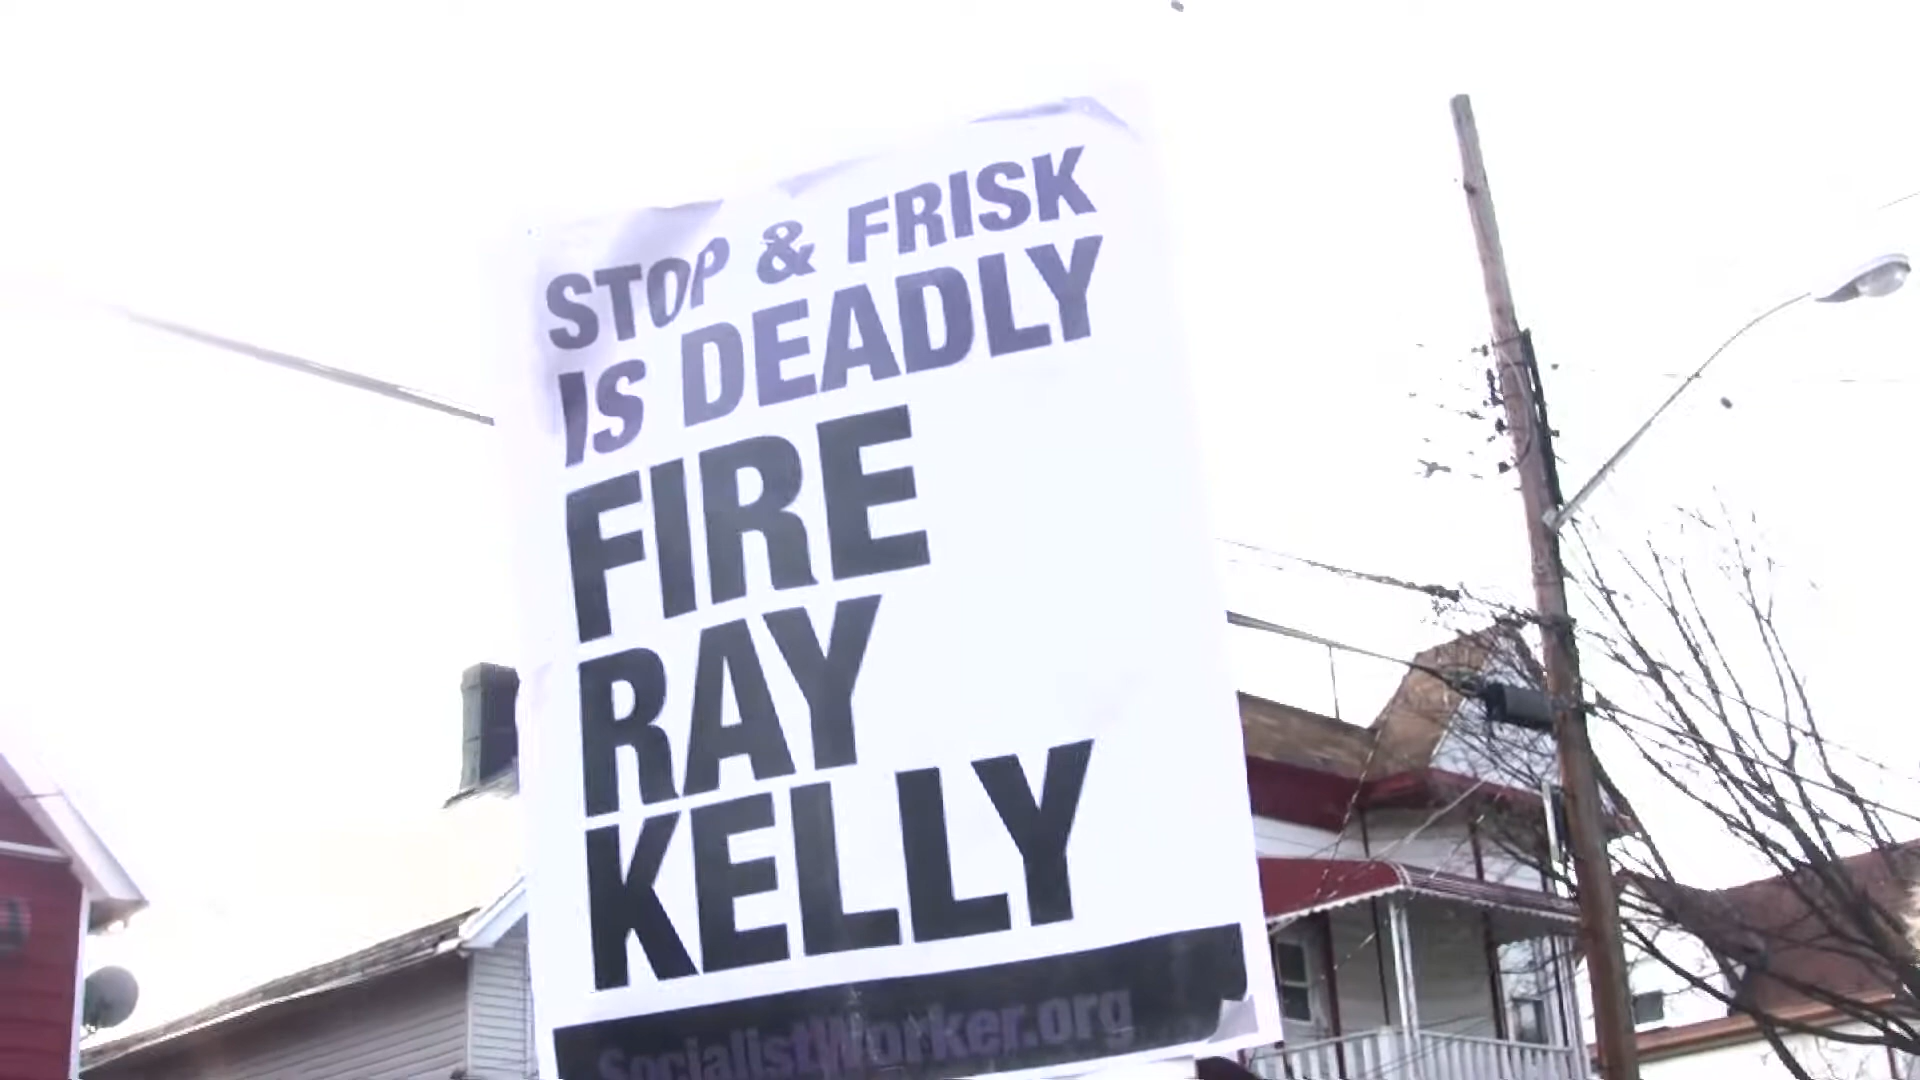 STOP & FRISK
IS DEADLY
FIRE
RAY
KELLY
SocialistWorker.org